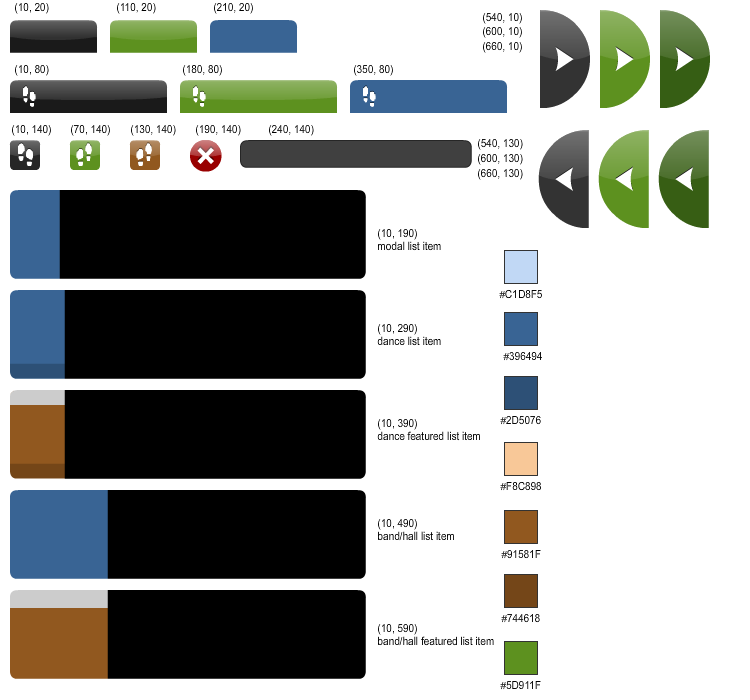 (10, 20)
(110, 20)
(210, 20)
(540, 10)
(600, 10)
(660, 10)
(10, 80)
(180, 80)
(350, 80)
(10, 140)
(70, 140)
(130, 140)
(190, 140)
(240, 140)
(540, 130)
(600, 130)
(660, 130)
(10, 190)
modal list item
#C1D8F5
(10, 290)
dance list item
#396494
#2D5076
(10, 390)
dance featured list item
#F8C898
(10, 490)
band/hall list item
#91581F
#744618
(10, 590)
band/hall featured list item
#5D911F